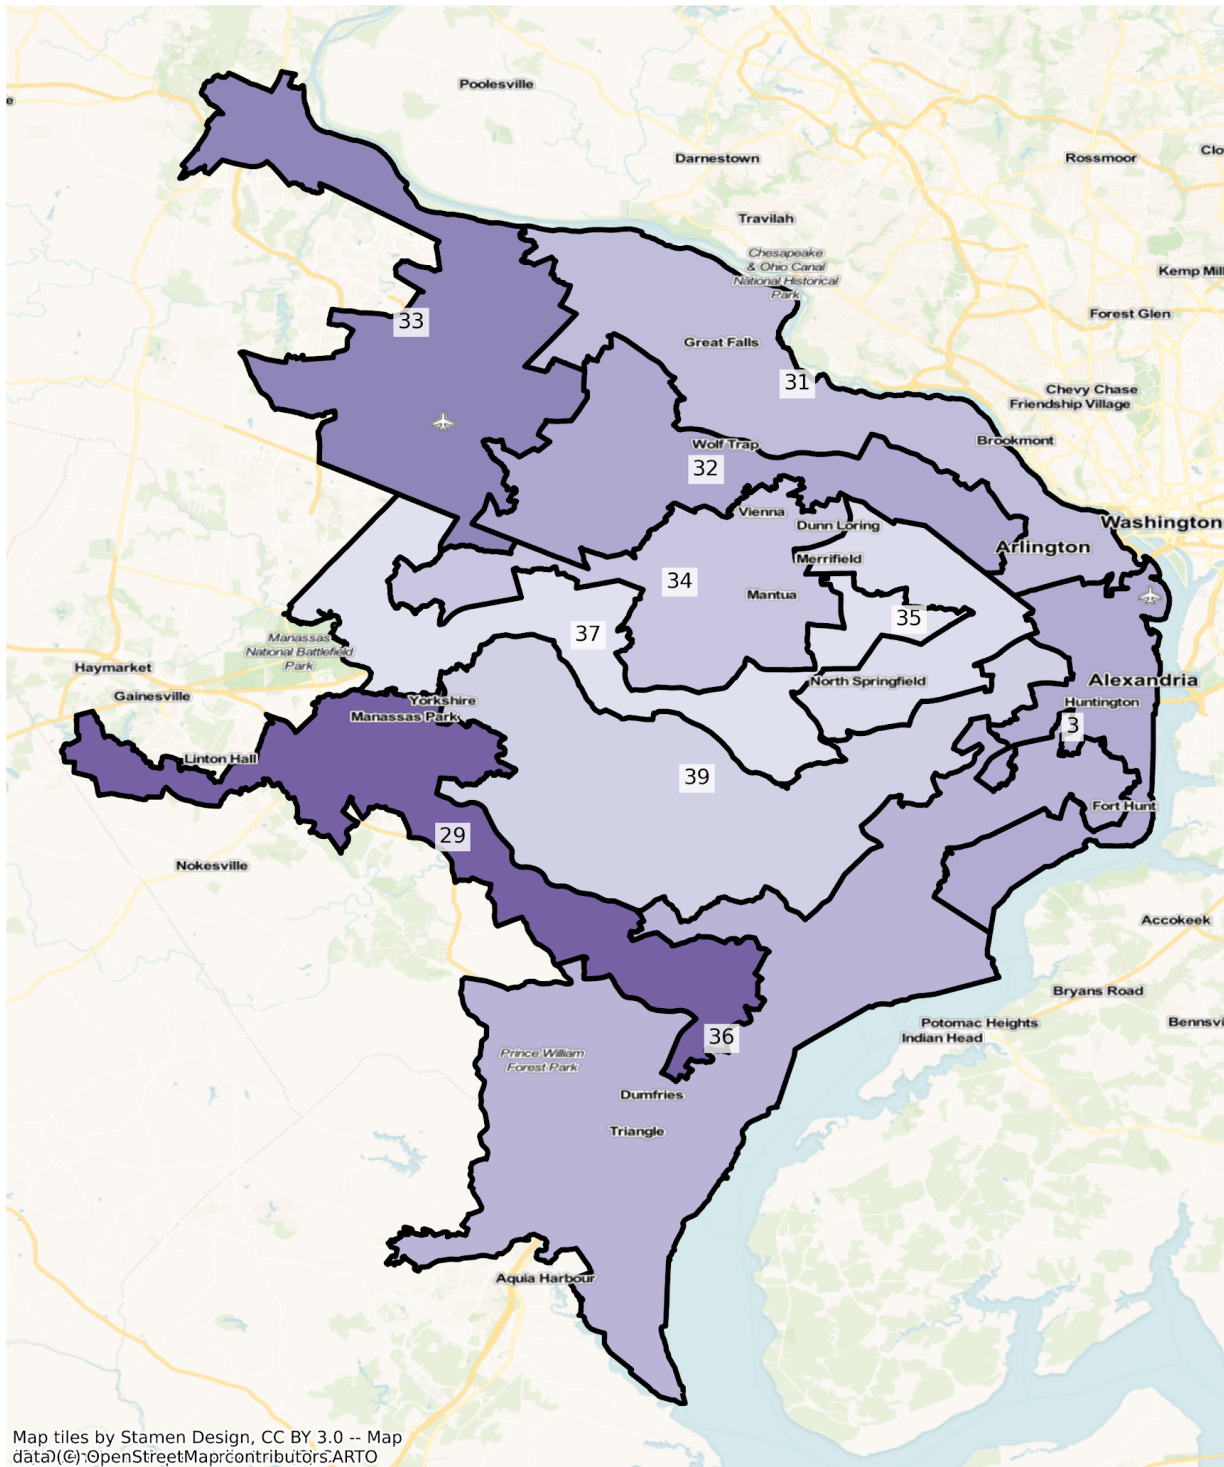 Poolesville
e
Darnestown
Rossmoor
Clo
Travilah
Chesapeake
& Ohio Canal
National Historical
Park
Kemp Mill
Forest Glen
33
Great Falls
31
Chevy Chase
Friendship Village
Brookmont
Wolf Trap
32
Vienna
Dunn Loring
Washington
Arlington
Merrifield
34
Mantua
35
37
Manassas
National Battlefield
Park
Haymarket
Gainesville
North Springfield
Alexandria
Yorkshire
Manassas Park
Huntington
3
Linton Hall
39
Fort Hunt
29
Nokesville
Accokeek
Bryans Road
Potomac Heights
Indian Head
Bennsvi
36
Prince William
Forest Park
Dumfries
Triangle
Aquia Harbour
Map tiles by Stamen Design, CC BY 3.0 -- Map
data (C) OpenStreetMap contributors
CARTO